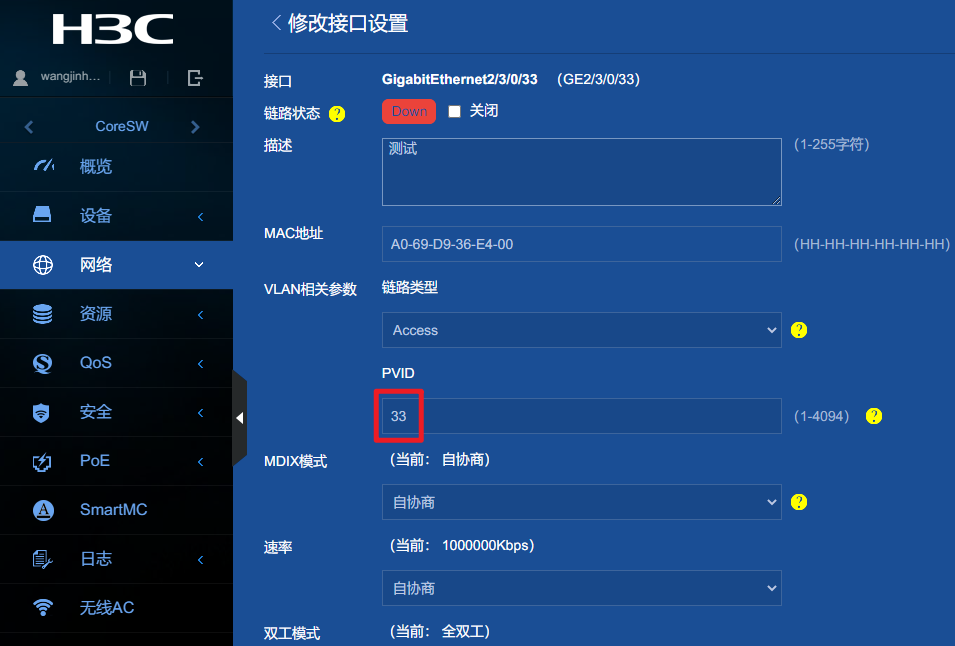 H3C
wangjinh...
CoreSW
概览
设备
网络
资源
QoS
安全
PoE
SmartMC
日志
无线AC
修改接口设置
接口 GigabitEthernet2/3/0/33 (GE2/3/0/33)
链路状态 ? Down 关闭
描述 测试 (1-255字符)
MAC地址 A0-69-D9-36-E4-00 (HH-HH-HH-HH-HH-HH)
VLAN相关参数 链路类型
Access ?
PVID
33 (1-4094) ?
MDIX模式 (当前: 自协商)
自协商 ?
速率 (当前: 1000000Kbps)
自协商
双工模式 (当前: 全双工)